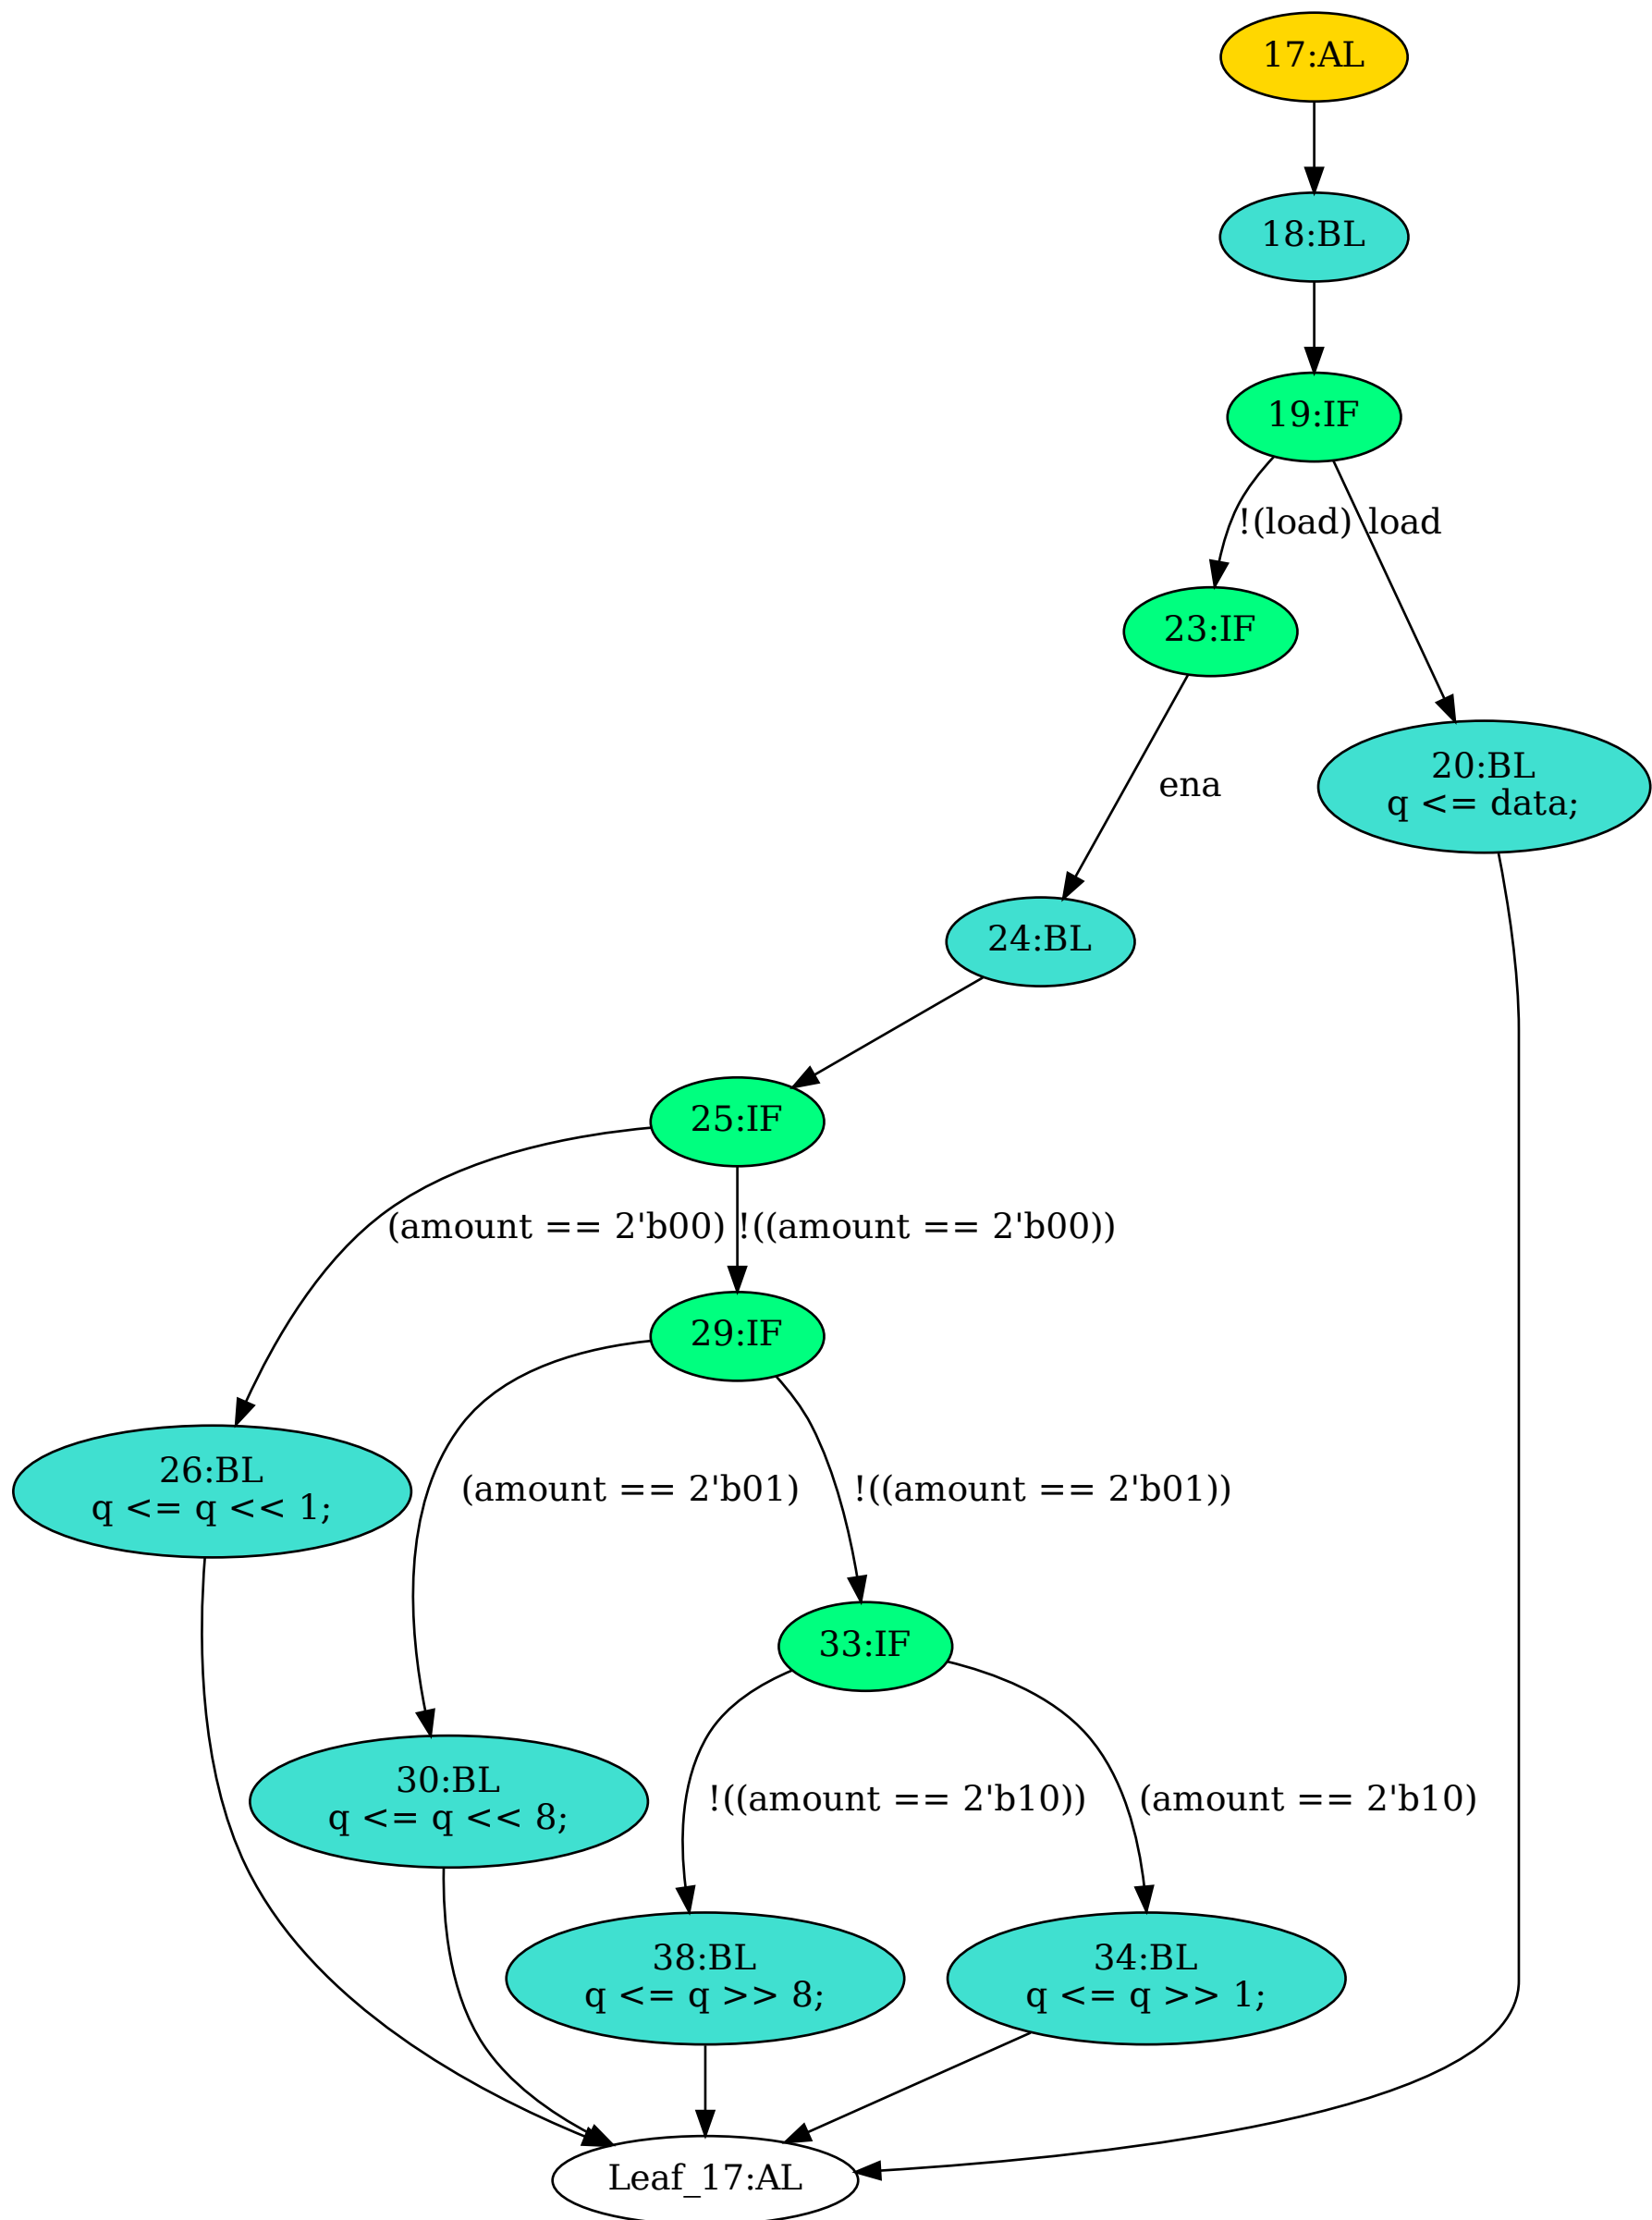 17:AL
18:BL
19:IF
!(load)
load
23:IF
20:BL
q <= data;
ena
24:BL
25:IF
(amount == 2'b00)
!((amount == 2'b00))
29:IF
26:BL
q <= q << 1;
(amount == 2'b01)
!((amount == 2'b01))
33:IF
30:BL
q <= q << 8;
!((amount == 2'b10))
(amount == 2'b10)
38:BL
q <= q >> 8;
34:BL
q <= q >> 1;
Leaf_17:AL